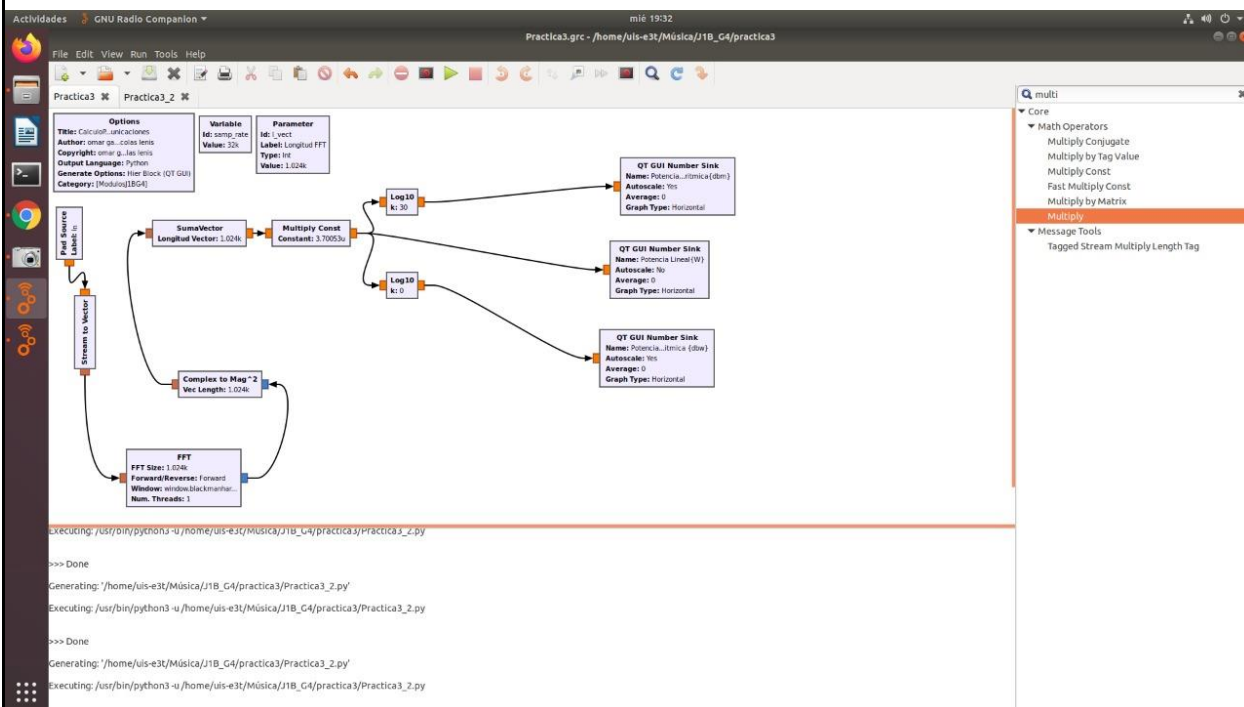 Actividades
GNU Radio Companion
mié 19:32
Practica3.grc - /home/uis-e3t/Música/J1B_G4/practica3
File Edit View Run Tools Help
Practica3
Practica3_2
Options
Title: CalculoP...unicaciones
Author: omar ga...colas lenis
Copyright: omar g...las lenis
Output Language: Python
Generate Options: Hier Block (QT GUI)
Category: [ModulosJ1BG4]
Variable
Id: samp_rate
Value: 32k
Parameter
Id: l_vect
Label: Longitud FFT
Type: Int
Value: 1.024k
Pad Source
Label: in
Stream to Vector
SumaVector
Longitud Vector: 1.024k
Multiply Const
Constant: 3.70053u
Log10
k: 30
Log10
k: 0
QT GUI Number Sink
Name: Potencia...ritmica{dbm}
Autoscale: Yes
Average: 0
Graph Type: Horizontal
QT GUI Number Sink
Name: Potencia Lineal{W}
Autoscale: No
Average: 0
Graph Type: Horizontal
QT GUI Number Sink
Name: Potencia...itmica {dbw}
Autoscale: Yes
Average: 0
Graph Type: Horizontal
Complex to Mag^2
Vec Length: 1.024k
FFT
FFT Size: 1.024k
Forward/Reverse: Forward
Window: window.blackmanhar...
Num. Threads: 1
multi
Core
Math Operators
Multiply Conjugate
Multiply by Tag Value
Multiply Const
Fast Multiply Const
Multiply by Matrix
Multiply
Message Tools
Tagged Stream Multiply Length Tag
Executing: /usr/bin/python3 -u /home/uis-e3t/Música/J1B_G4/practica3/Practica3_2.py
>>> Done
Generating: '/home/uis-e3t/Música/J1B_G4/practica3/Practica3_2.py'
Executing: /usr/bin/python3 -u /home/uis-e3t/Música/J1B_G4/practica3/Practica3_2.py
>>> Done
Generating: '/home/uis-e3t/Música/J1B_G4/practica3/Practica3_2.py'
Executing: /usr/bin/python3 -u /home/uis-e3t/Música/J1B_G4/practica3/Practica3_2.py